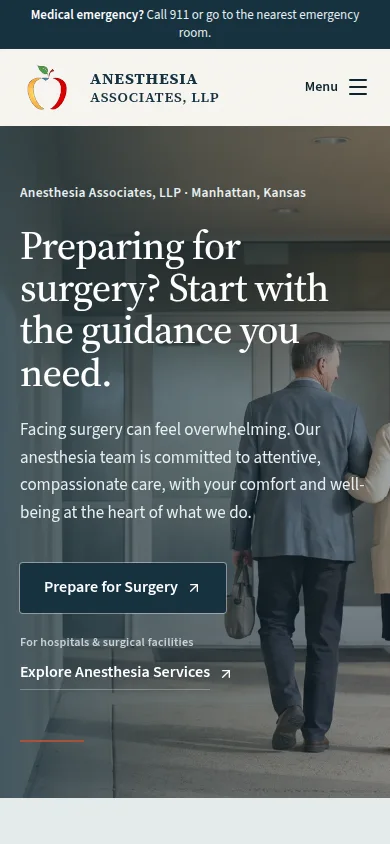 Medical emergency? Call 911 or go to the nearest emergency
room.
ANESTHESIA
ASSOCIATES, LLP
Menu
Anesthesia Associates, LLP · Manhattan, Kansas
Preparing for
surgery? Start with
the guidance you
need.
Facing surgery can feel overwhelming. Our
anesthesia team is committed to attentive,
compassionate care, with your comfort and well-
being at the heart of what we do.
Prepare for Surgery
For hospitals & surgical facilities
Explore Anesthesia Services